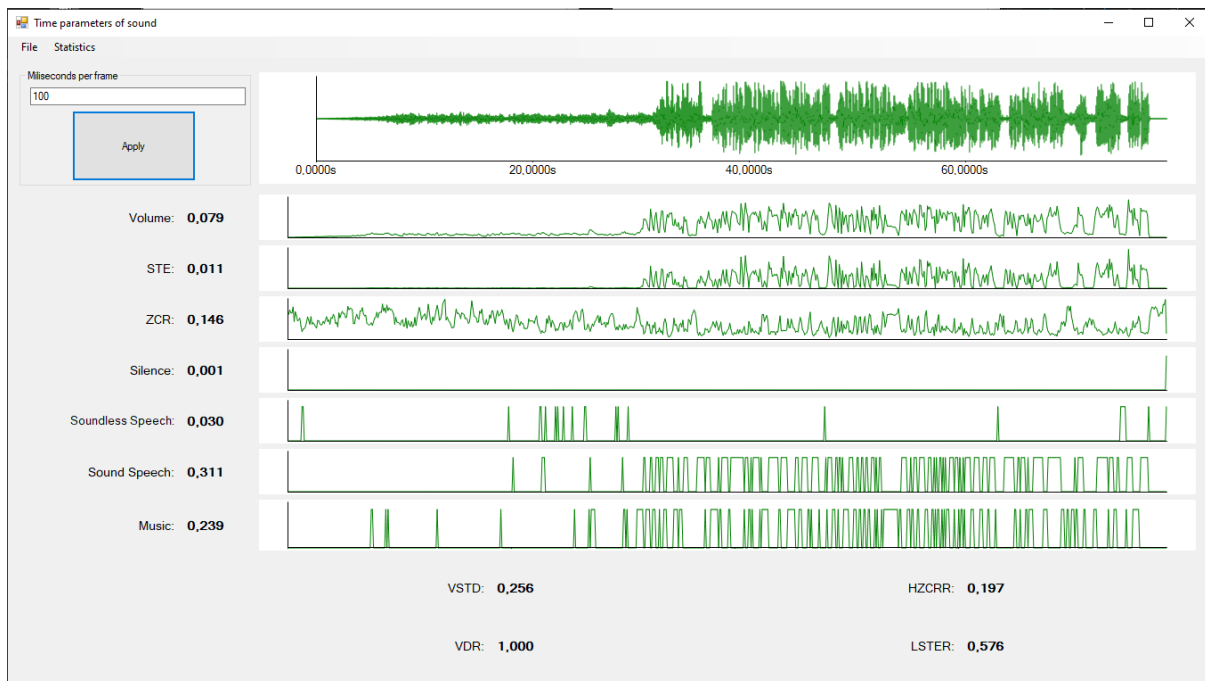 Time parameters of sound
File Statistics
Miliseconds per frame
100
Apply
0,0000s 20,0000s 40,0000s 60,0000s
Volume: 0,079
STE: 0,011
ZCR: 0,146
Silence: 0,001
Soundless Speech: 0,030
Sound Speech: 0,311
Music: 0,239
VSTD: 0,256 HZCRR: 0,197
VDR: 1,000 LSTER: 0,576